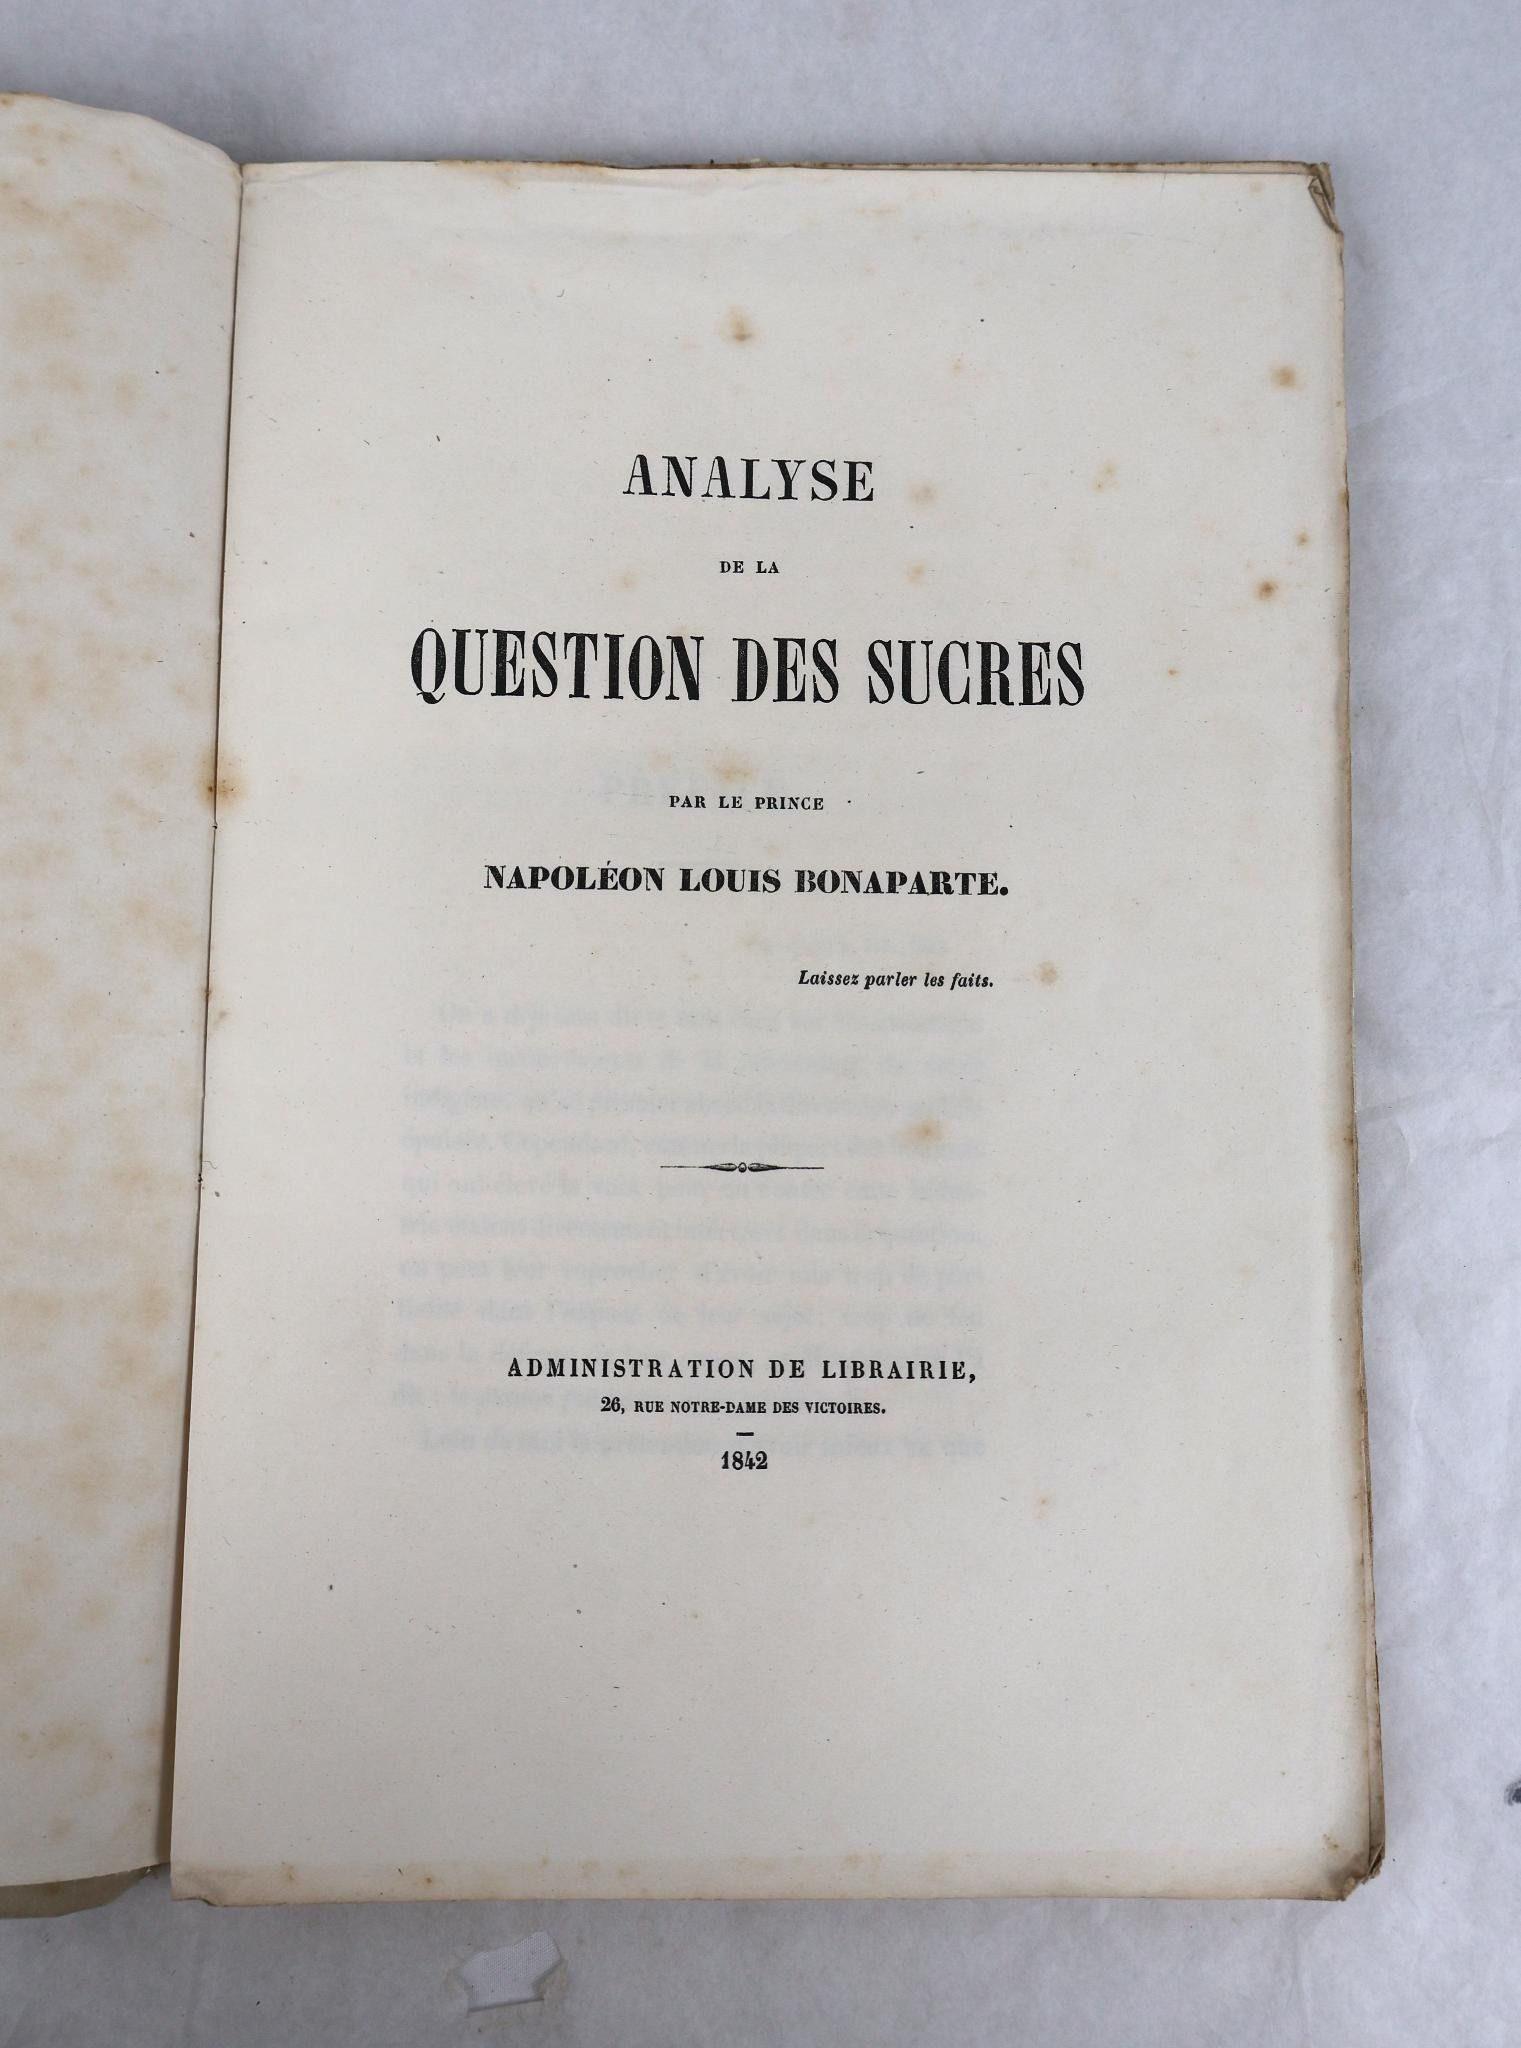 ANALYSE
DE LA
QUESTION DES SUCRES
PAR LE PRINCE
NAPOLÉON LOUIS BONAPARTE.
Laissez parler les faits.
ADMINISTRATION DE LIBRAIRIE,
26, RUE NOTRE-DAME DES VICTOIRES.
1842